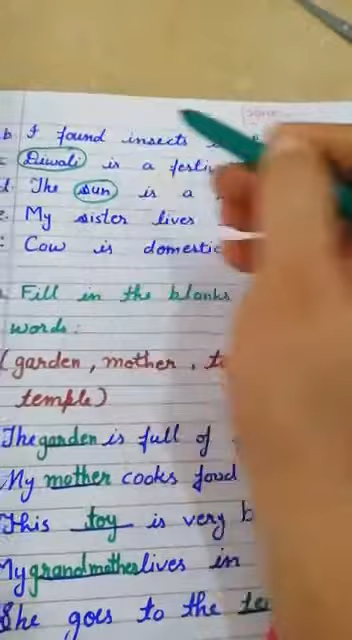 b. I found insects
Diwali is a
d. The sun is a
e. My sister lives
Cow is domestic
Fill in the blanks
words:
(garden, mother,
temple)
The garden is full of
My mother cooks food
This toy is very
My grandmother lives in
She goes to the